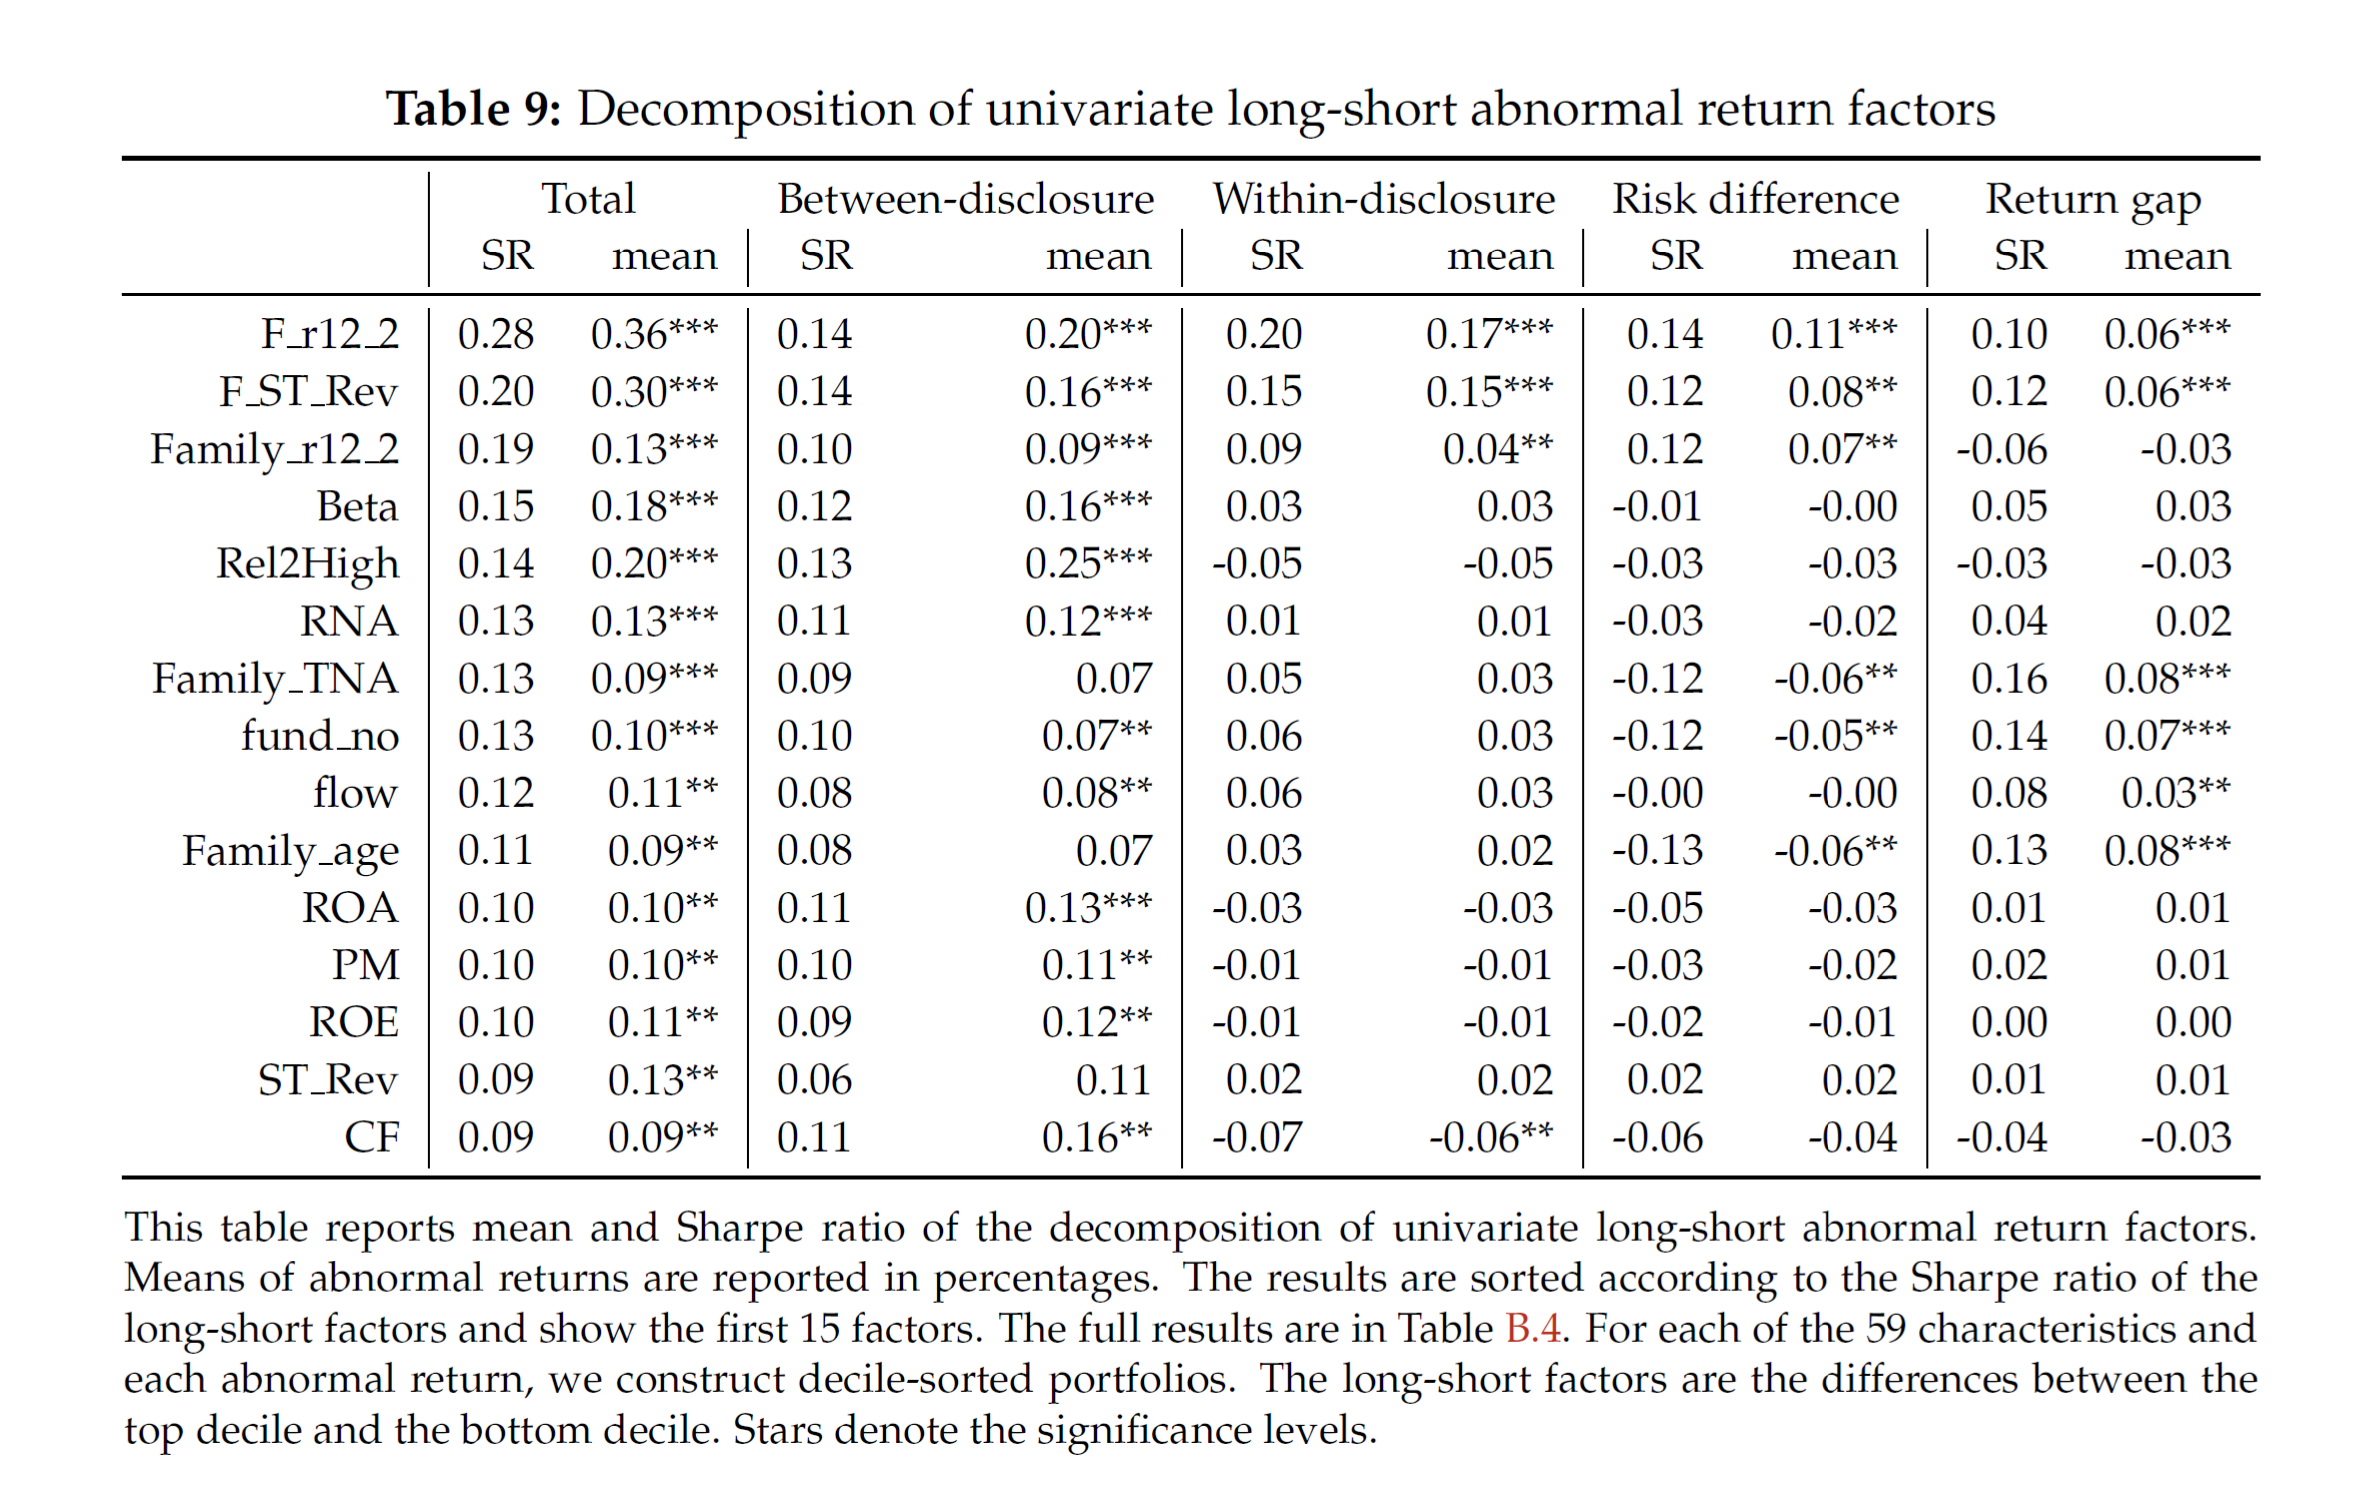 Table 9: Decomposition of univariate long-short abnormal return factors
Total Between-disclosure Within-disclosure Risk difference Return gap
SR mean SR mean SR mean SR mean SR mean
F_r12_2 0.28 0.36*** 0.14 0.20*** 0.20 0.17*** 0.14 0.11*** 0.10 0.06***
F_ST_Rev 0.20 0.30*** 0.14 0.16*** 0.15 0.15*** 0.12 0.08** 0.12 0.06***
Family_r12_2 0.19 0.13*** 0.10 0.09*** 0.09 0.04** 0.12 0.07** -0.06 -0.03
Beta 0.15 0.18*** 0.12 0.16*** 0.03 0.03 -0.01 -0.00 0.05 0.03
Rel2High 0.14 0.20*** 0.13 0.25*** -0.05 -0.05 -0.03 -0.03 -0.03 -0.03
RNA 0.13 0.13*** 0.11 0.12*** 0.01 0.01 -0.03 -0.02 0.04 0.02
Family_TNA 0.13 0.09*** 0.09 0.07 0.05 0.03 -0.12 -0.06** 0.16 0.08***
fund_no 0.13 0.10*** 0.10 0.07** 0.06 0.03 -0.12 -0.05** 0.14 0.07***
flow 0.12 0.11** 0.08 0.08** 0.06 0.03 -0.00 -0.00 0.08 0.03**
Family_age 0.11 0.09** 0.08 0.07 0.03 0.02 -0.13 -0.06** 0.13 0.08***
ROA 0.10 0.10** 0.11 0.13*** -0.03 -0.03 -0.05 -0.03 0.01 0.01
PM 0.10 0.10** 0.10 0.11** -0.01 -0.01 -0.03 -0.02 0.02 0.01
ROE 0.10 0.11** 0.09 0.12** -0.01 -0.01 -0.02 -0.01 0.00 0.00
ST_Rev 0.09 0.13** 0.06 0.11 0.02 0.02 0.02 0.02 0.01 0.01
CF 0.09 0.09** 0.11 0.16** -0.07 -0.06** -0.06 -0.04 -0.04 -0.03
This table reports mean and Sharpe ratio of the decomposition of univariate long-short abnormal return factors.
Means of abnormal returns are reported in percentages. The results are sorted according to the Sharpe ratio of the
long-short factors and show the first 15 factors. The full results are in Table B.4. For each of the 59 characteristics and
each abnormal return, we construct decile-sorted portfolios. The long-short factors are the differences between the
top decile and the bottom decile. Stars denote the significance levels.